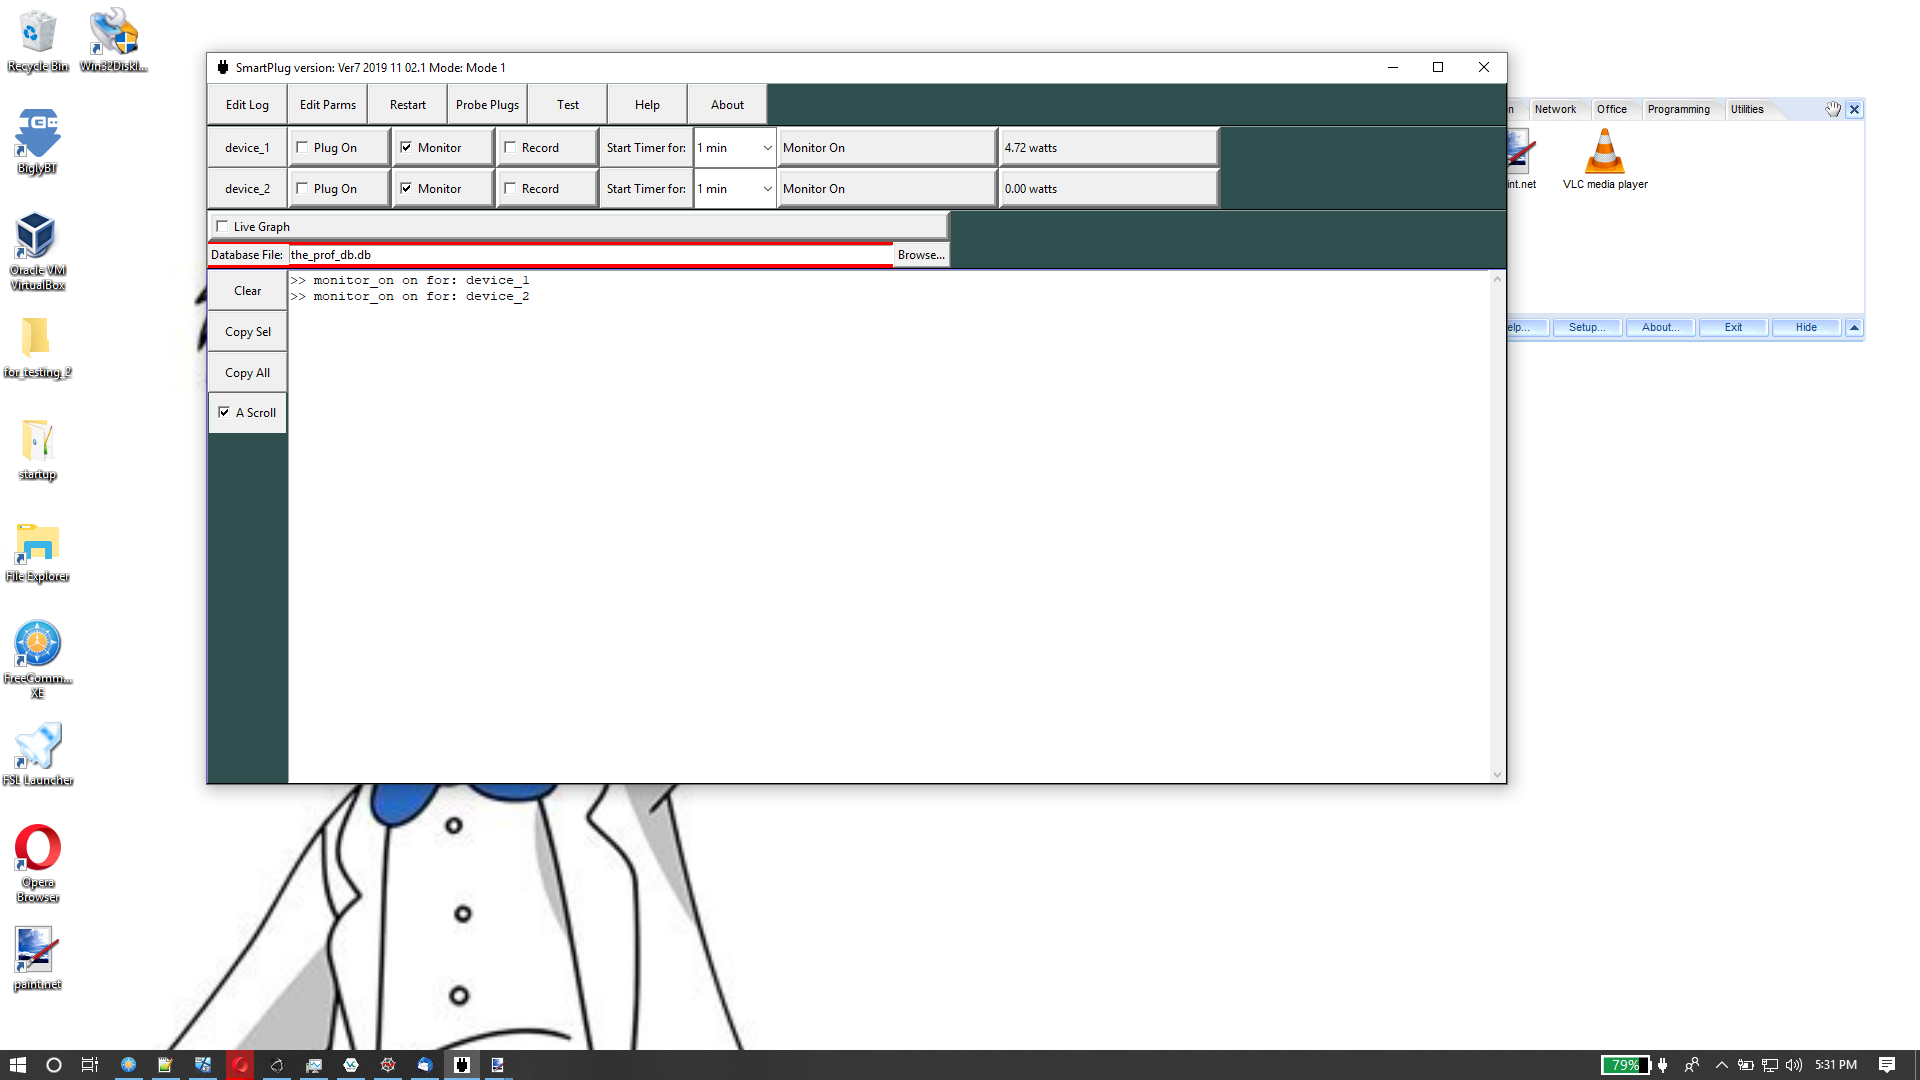 Recycle Bin
Win32DiskI...
BiglyBT
Oracle VM
VirtualBox
for_testing_2
startup
File Explorer
FreeComm...
XE
FSL Launcher
Opera
Browser
paint.net
SmartPlug version: Ver7 2019 11 02.1 Mode: Mode 1
Edit Log Edit Parms Restart Probe Plugs Test Help About
device_1 Plug On Monitor Record Start Timer for: 1 min Monitor On 4.72 watts
device_2 Plug On Monitor Record Start Timer for: 1 min Monitor On 0.00 watts
Live Graph
Database File: the_prof_db.db Browse...
Clear
Copy Sel
Copy All
A Scroll
>> monitor_on on for: device_1
>> monitor_on on for: device_2
n Network Office Programming Utilities
int.net VLC media player
elp... Setup... About... Exit Hide
79% 5:31 PM